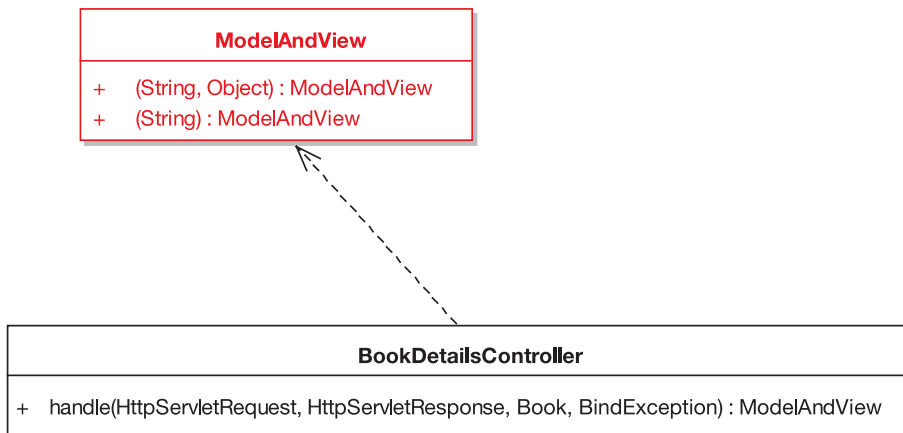 ModelAndView
+ (String, Object) : ModelAndView
+ (String) : ModelAndView
BookDetailsController
+ handle(HttpServletRequest, HttpServletResponse, Book, BindException) : ModelAndView